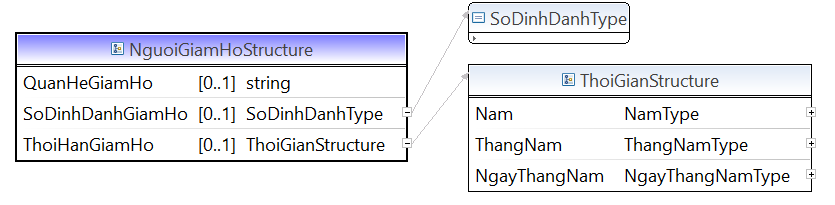 NguoiGiamHoStructure
QuanHeGiamHo [0..1] string
SoDinhDanhGiamHo [0..1] SoDinhDanhType
ThoiHanGiamHo [0..1] ThoiGianStructure
SoDinhDanhType
ThoiGianStructure
Nam NamType
ThangNam ThangNamType
NgayThangNam NgayThangNamType